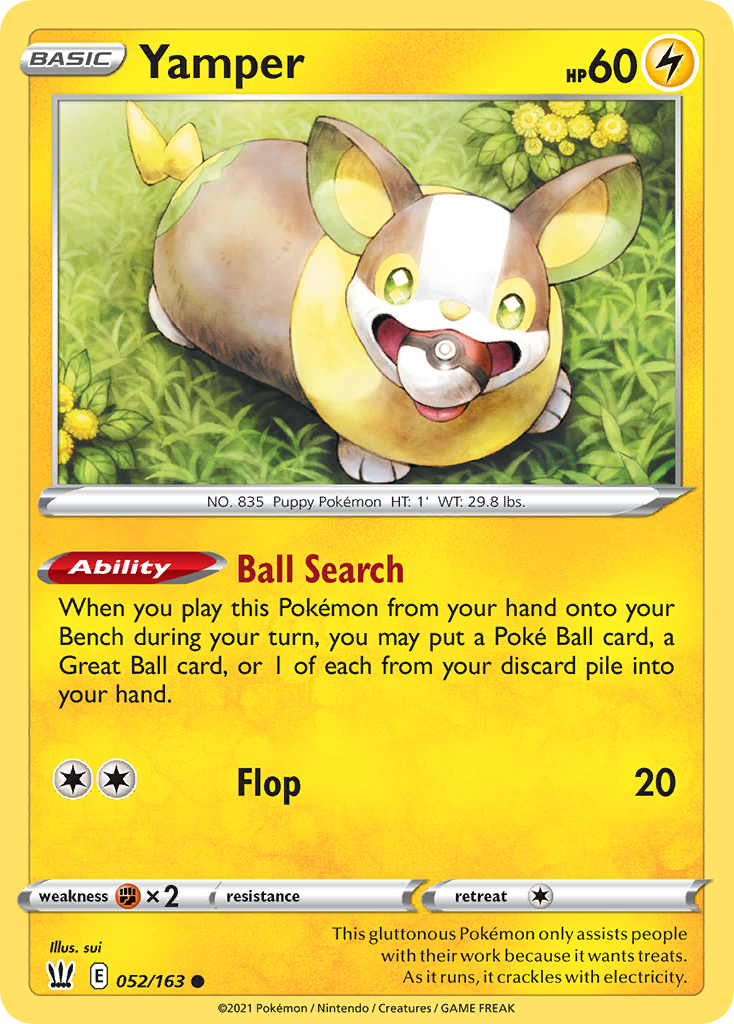 BASIC Yamper HP60
NO. 835 Puppy Pokémon HT: 1' WT: 29.8 lbs.
Ability Ball Search
When you play this Pokémon from your hand onto your
Bench during your turn, you may put a Poké Ball card, a
Great Ball card, or 1 of each from your discard pile into
your hand.
Flop 20
weakness ×2 resistance retreat
Illus. sui
E 052/163
This gluttonous Pokémon only assists people
with their work because it wants treats.
As it runs, it crackles with electricity.
©2021 Pokémon / Nintendo / Creatures / GAME FREAK